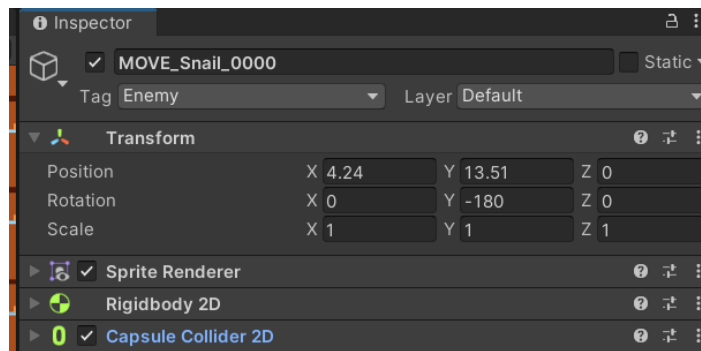 Inspector
MOVE_Snail_0000 Static
Tag Enemy Layer Default
Transform
Position X 4.24 Y 13.51 Z 0
Rotation X 0 Y -180 Z 0
Scale X 1 Y 1 Z 1
Sprite Renderer
Rigidbody 2D
Capsule Collider 2D